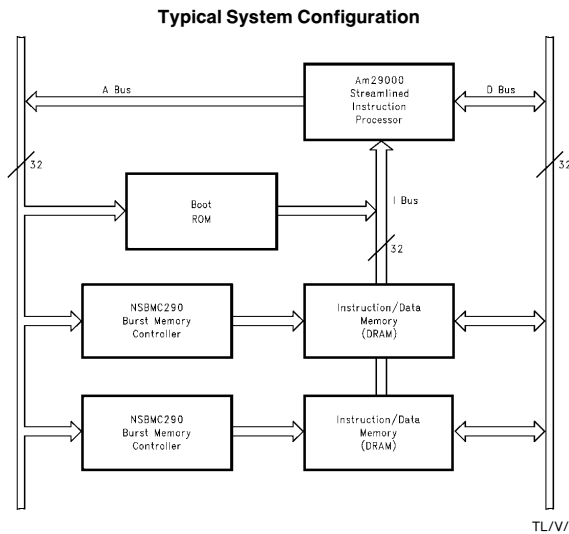 Typical System Configuration
A Bus
Am29000
Streamlined
Instruction
Processor
D Bus
32
32
Boot
ROM
I Bus
32
NSBMC290
Burst Memory
Controller
Instruction/Data
Memory
(DRAM)
NSBMC290
Burst Memory
Controller
Instruction/Data
Memory
(DRAM)
TL/V/